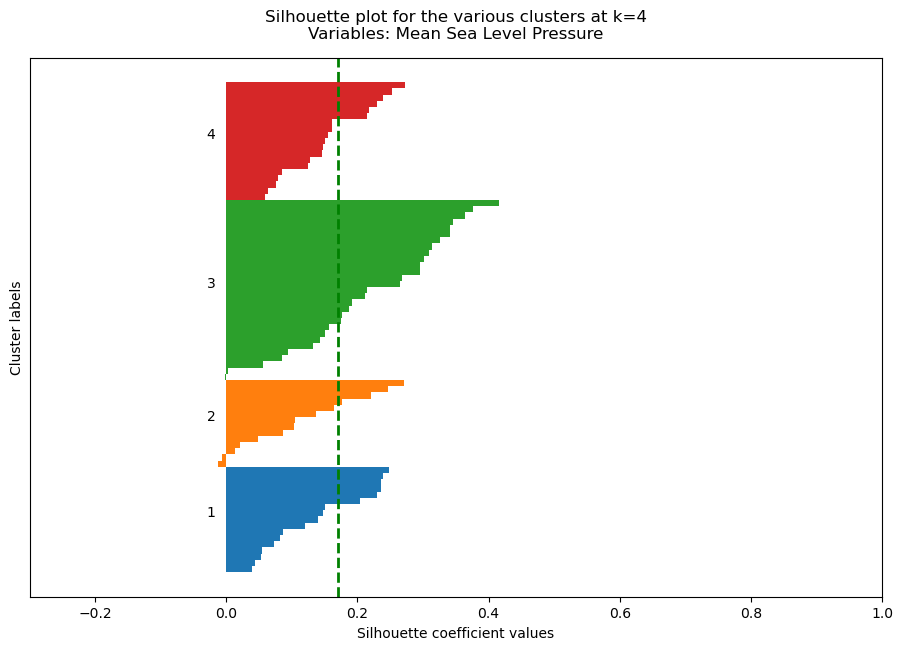 Silhouette plot for the various clusters at k=4
Variables: Mean Sea Level Pressure
4
3
2
1
Cluster labels
−0.2
0.0
0.2
0.4
0.6
0.8
1.0
Silhouette coefficient values